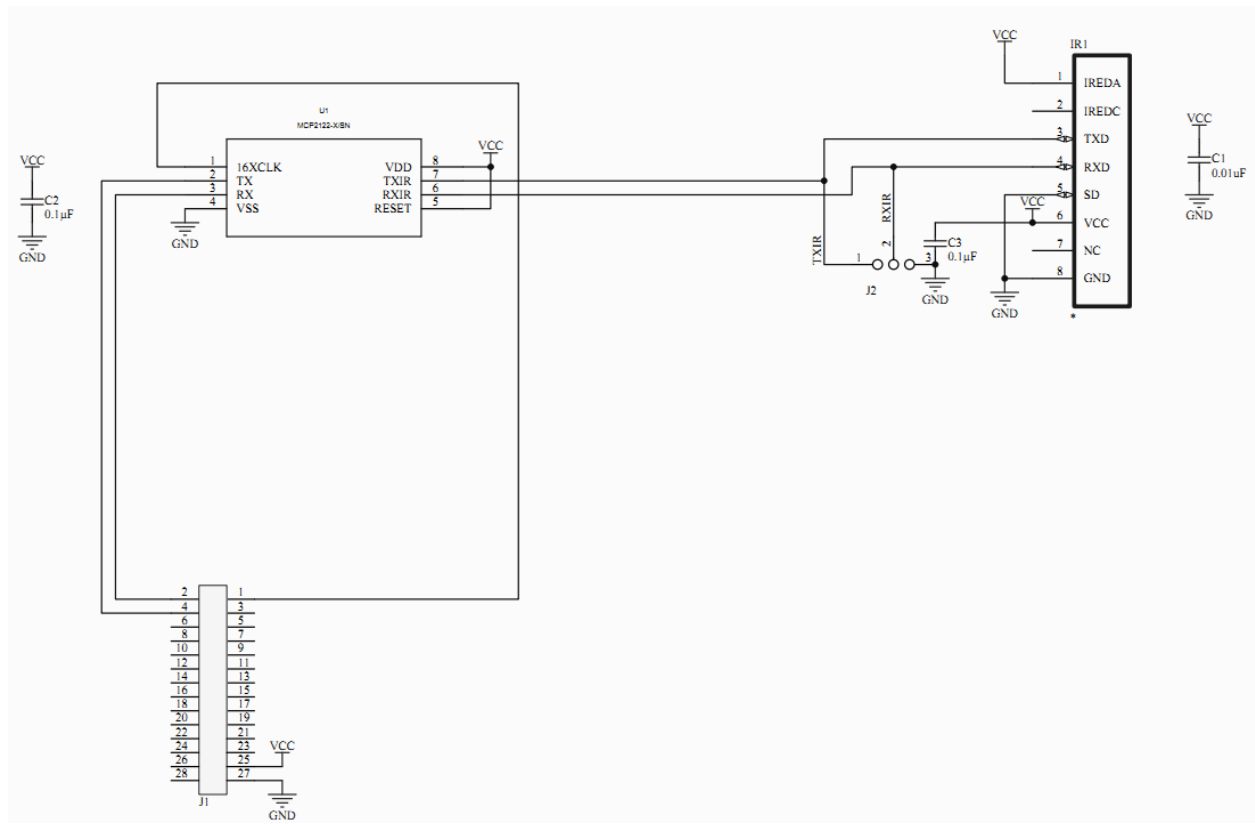 VCC
IR1
1 IREDA
2 IREDC
3 TXD
4 RXD
5 SD
VCC
6 VCC
7 NC
8 GND
GND
*
VCC
C1
0.01uF
GND
U1
MCP2122-X/SN
VCC
1 16XCLK VDD 8
2 TX TXIR 7
3 RX RXIR 6
4 VSS RESET 5
GND
VCC
C2
0.1µF
GND
TXIR
RXIR
1 2 3
J2
C3
0.1µF
GND
2 1
4 3
6 5
8 7
10 9
12 11
14 13
16 15
18 17
20 19
22 21
24 23
26 25
28 27
VCC
J1
GND